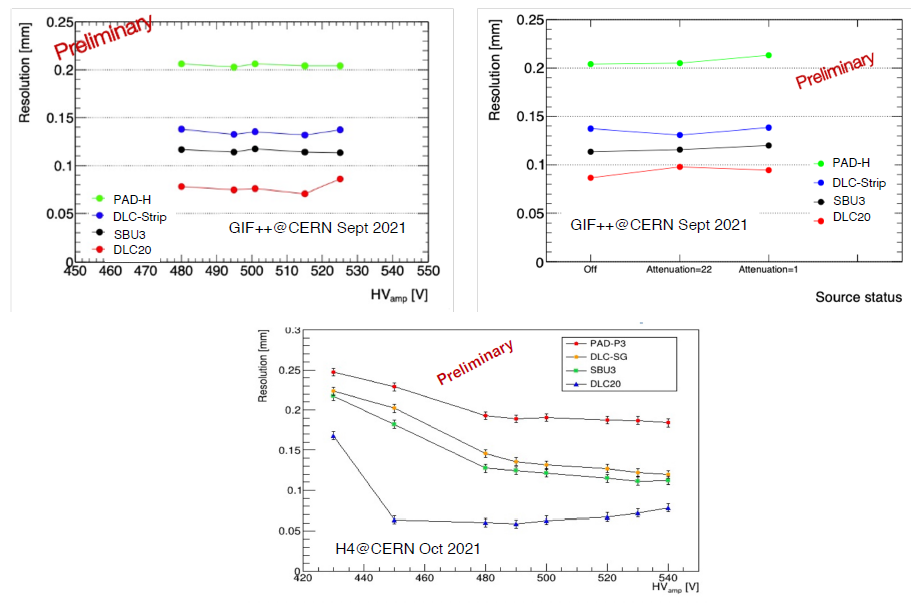 Resolution [mm]
0.25
0.2
0.15
0.1
0.05
0
Preliminary
PAD-H
DLC-Strip
SBU3
DLC20
GIF++@CERN Sept 2021
450 460 470 480 490 500 510 520 530 540 550
HVamp [V]
Resolution [mm]
0.25
0.2
0.15
0.1
0.05
0
Preliminary
PAD-H
DLC-Strip
SBU3
DLC20
GIF++@CERN Sept 2021
Off Attenuation=22 Attenuation=1
Source status
Resolution [mm]
0.3
0.25
0.2
0.15
0.1
0.05
0
Preliminary
PAD-P3
DLC-SG
SBU3
DLC20
H4@CERN Oct 2021
420 440 460 480 500 520 540
HVamp [V]